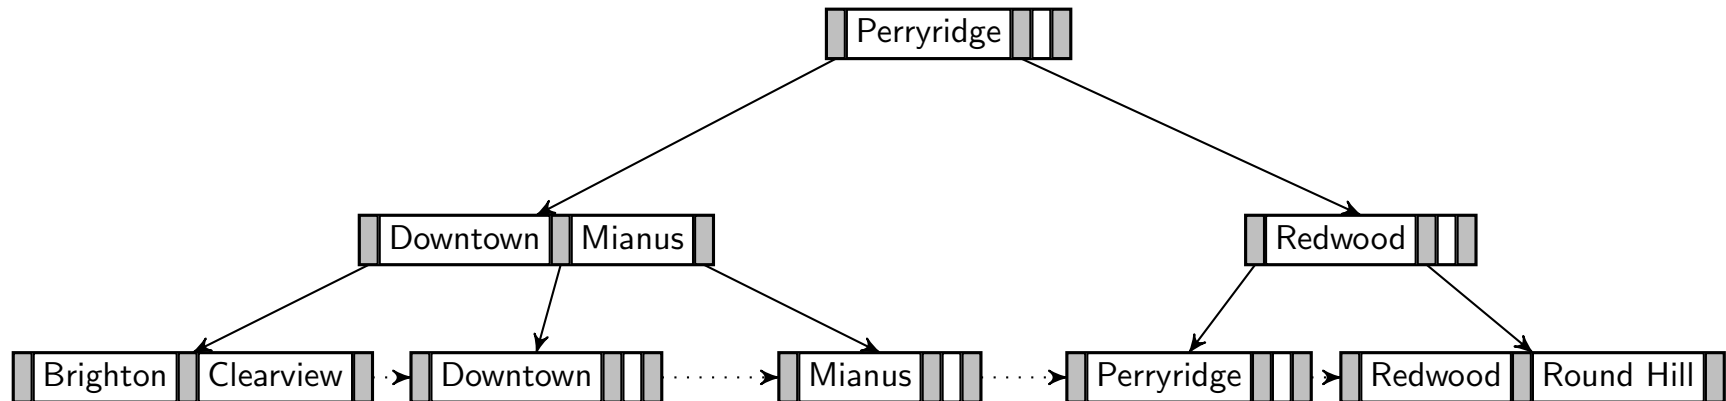 Perryridge
Downtown Mianus Redwood
Brighton Clearview Downtown Mianus Perryridge Redwood Round Hill